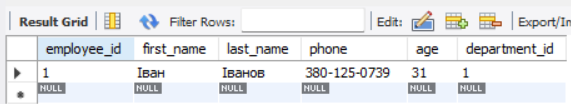 Result Grid Filter Rows: Edit: Export/In
employee_id first_name last_name phone age department_id
1 Іван Іванов 380-125-0739 31 1
NULL NULL NULL NULL NULL NULL